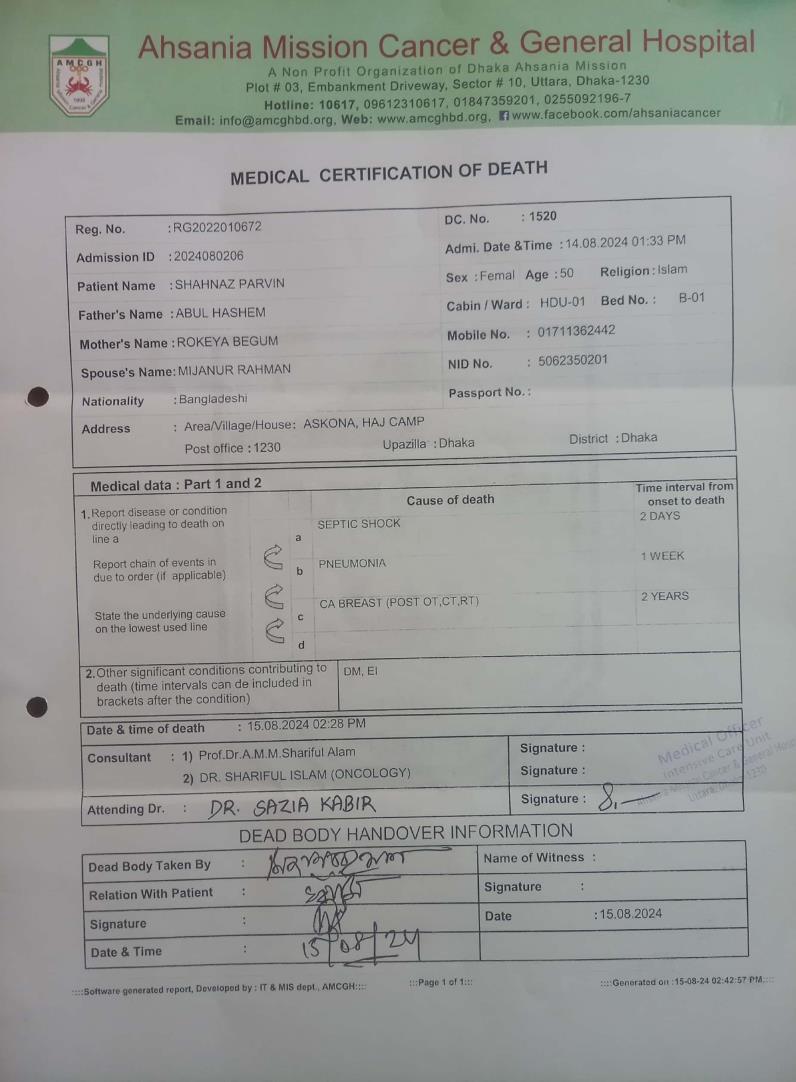 AMCGH
Ahsania Mission Cancer & General Hospital
A Non Profit Organization of Dhaka Ahsania Mission
Plot # 03, Embankment Driveway, Sector # 10, Uttara, Dhaka-1230
Hotline: 10617, 09612310617, 01847359201, 0255092196-7
Email: info@amcghbd.org, Web: www.amcghbd.org, www.facebook.com/ahsaniacancer
MEDICAL CERTIFICATION OF DEATH
Reg. No. :RG2022010672 DC. No. : 1520
Admission ID :2024080206 Admi. Date &Time :14.08.2024 01:33 PM
Patient Name :SHAHNAZ PARVIN Sex :Femal Age :50 Religion:Islam
Father's Name :ABUL HASHEM Cabin / Ward : HDU-01 Bed No. : B-01
Mother's Name :ROKEYA BEGUM Mobile No. : 01711362442
Spouse's Name:MIJANUR RAHMAN NID No. : 5062350201
Nationality :Bangladeshi Passport No. :
Address : Area/Village/House: ASKONA, HAJ CAMP
Post office :1230 Upazilla :Dhaka District :Dhaka
Medical data : Part 1 and 2
Cause of death
Time interval from
onset to death
1.Report disease or condition
directly leading to death on
line a
a SEPTIC SHOCK 2 DAYS
Report chain of events in
due to order (if applicable)
b PNEUMONIA 1 WEEK
State the underlying cause
on the lowest used line
c CA BREAST (POST OT,CT,RT) 2 YEARS
d
2.Other significant conditions contributing to
death (time intervals can de included in
brackets after the condition)
DM, EI
Date & time of death : 15.08.2024 02:28 PM
Consultant : 1) Prof.Dr.A.M.M.Shariful Alam Signature :
2) DR. SHARIFUL ISLAM (ONCOLOGY) Signature :
Attending Dr. : DR. SAZIA KABIR Signature :
Medical Officer
Intensive Care Unit
Ahsania Mission Cancer & General Hospi
Uttara, Dhaka 1230
DEAD BODY HANDOVER INFORMATION
Dead Body Taken By : Name of Witness :
Relation With Patient : Signature :
Signature : Date :15.08.2024
Date & Time : 15/08/24
::::Software generated report, Developed by : IT & MIS dept., AMCGH:::: :::Page 1 of 1::: ::::Generated on :15-08-24 02:42:57 PM::::